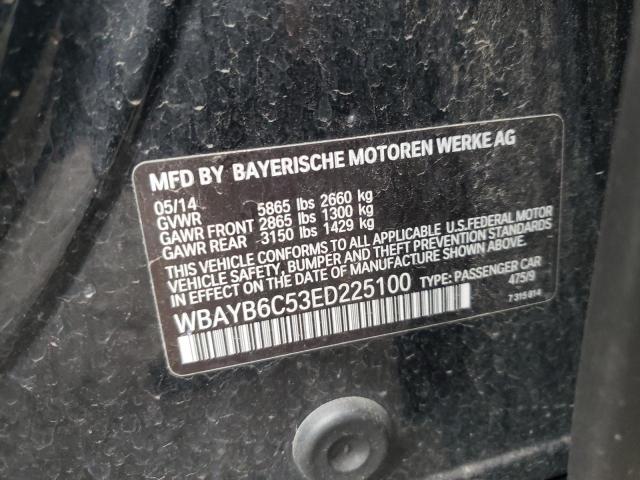 MFD BY BAYERISCHE MOTOREN WERKE AG
05/14
GVWR 5865 lbs 2660 kg
GAWR FRONT 2865 lbs 1300 kg
GAWR REAR 3150 lbs 1429 kg
THIS VEHICLE CONFORMS TO ALL APPLICABLE U.S.FEDERAL MOTOR
VEHICLE SAFETY, BUMPER AND THEFT PREVENTION STANDARDS
IN EFFECT ON THE DATE OF MANUFACTURE SHOWN ABOVE.
WBAYB6C53ED225100 TYPE: PASSENGER CAR
475/9
7 315 814